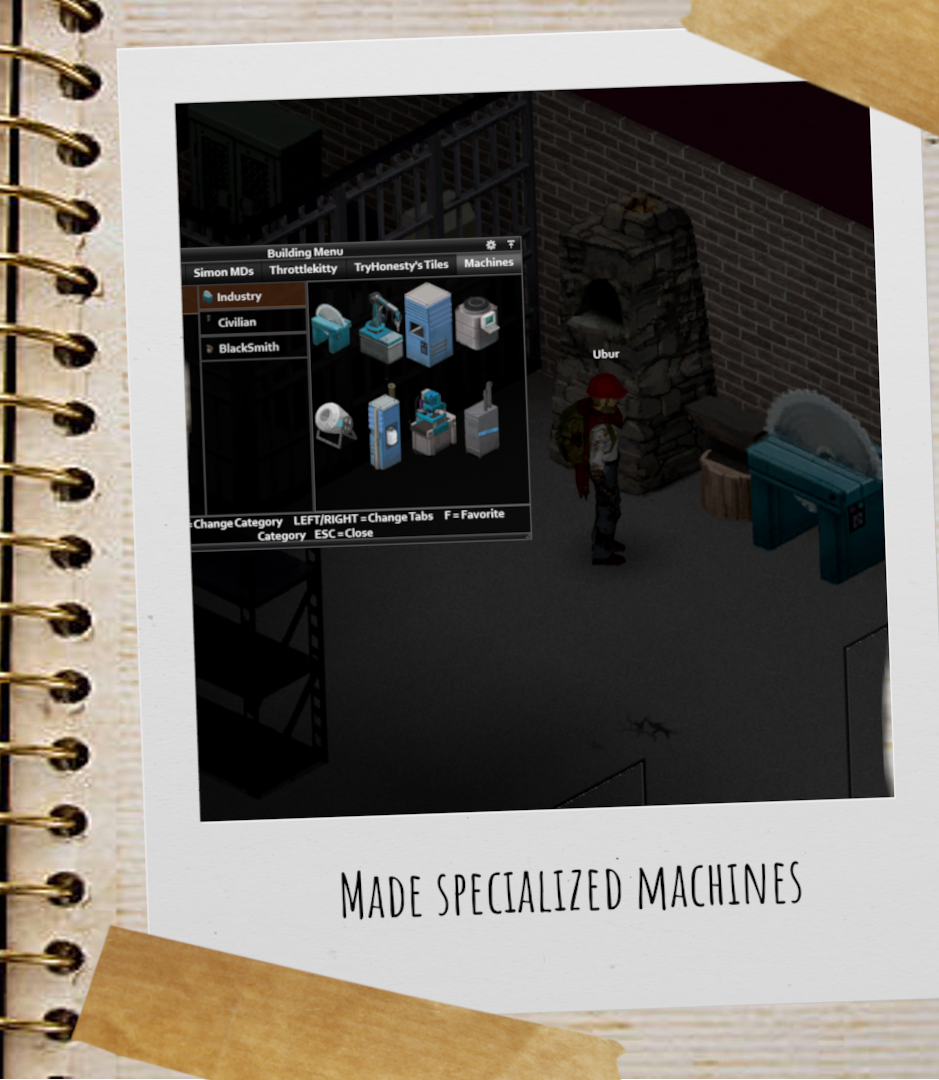 Building Menu
Simon MDs Throttlekitty TryHonesty's Tiles Machines
Industry
Civilian
BlackSmith
=Change Category LEFT/RIGHT =Change Tabs F = Favorite
Category ESC =Close
Ubur
Made specialized machines